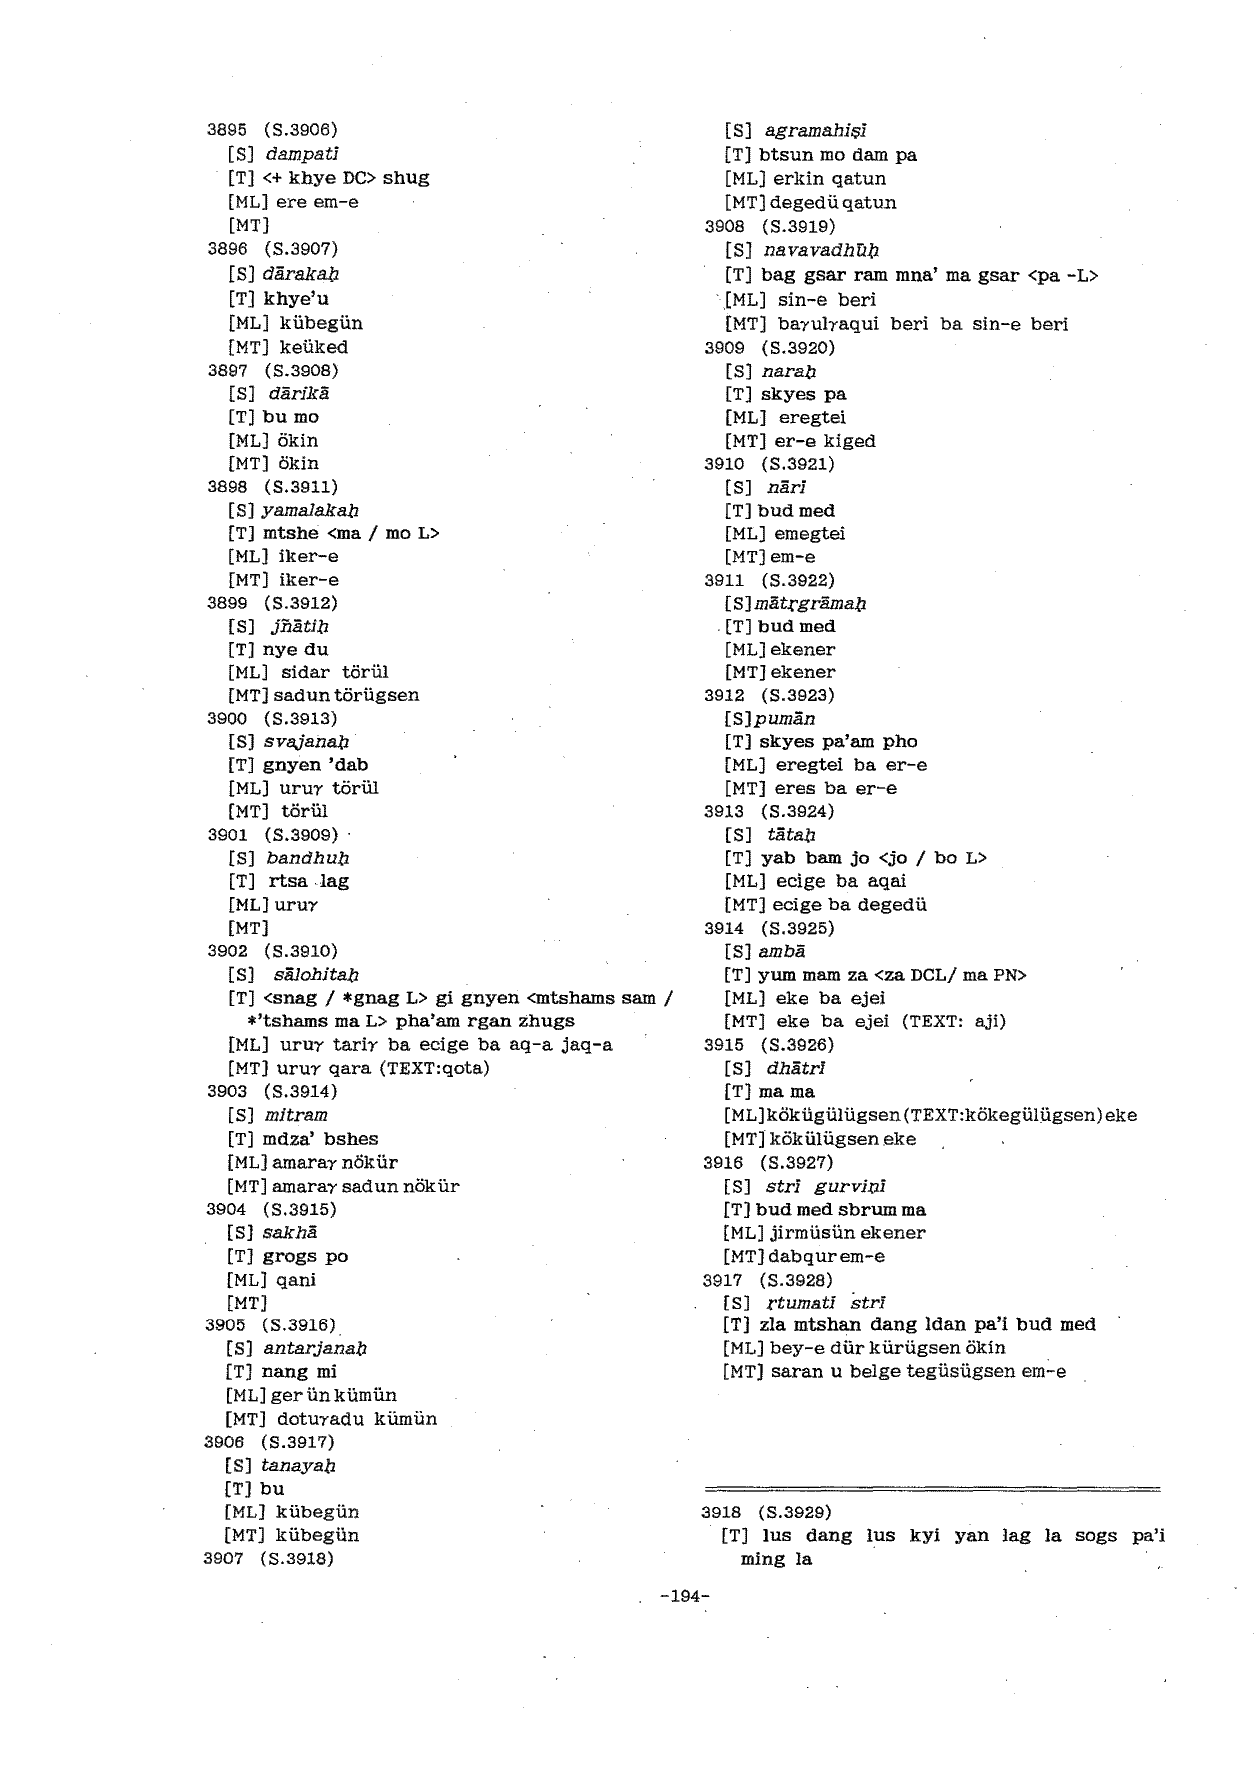 3895 (S.3906)
[S] dampatī
[T] <+ khye DC> shug
[ML] ere em-e
[MT]
3896 (S.3907)
[S] dārakaḥ
[T] khye'u
[ML] kübegün
[MT] keüked
3897 (S.3908)
[S] dārikā
[T] bu mo
[ML] ökin
[MT] ökin
3898 (S.3911)
[S] yamalakaḥ
[T] mtshe <ma / mo L>
[ML] iker-e
[MT] iker-e
3899 (S.3912)
[S] jñātiḥ
[T] nye du
[ML] sidar törül
[MT] sadun törügsen
3900 (S.3913)
[S] svajanaḥ
[T] gnyen 'dab
[ML] uruγ törül
[MT] törül
3901 (S.3909)
[S] bandhuḥ
[T] rtsa lag
[ML] uruγ
[MT]
3902 (S.3910)
[S] sālohitaḥ
[T] <snag / *gnag L> gi gnyen <mtshams sam /
*'tshams ma L> pha'am rgan zhugs
[ML] uruγ tariγ ba ecige ba aq-a jaq-a
[MT] uruγ qara (TEXT:qota)
3903 (S.3914)
[S] mitram
[T] mdza' bshes
[ML] amaraγ nökür
[MT] amaraγ sadun nökür
3904 (S.3915)
[S] sakhā
[T] grogs po
[ML] qani
[MT]
3905 (S.3916)
[S] antarjanaḥ
[T] nang mi
[ML] ger ün kümün
[MT] dotuγadu kümün
3906 (S.3917)
[S] tanayaḥ
[T] bu
[ML] kübegün
[MT] kübegün
3907 (S.3918)
[S] agramahiṣī
[T] btsun mo dam pa
[ML] erkin qatun
[MT] degedü qatun
3908 (S.3919)
[S] navavadhūḥ
[T] bag gsar ram mna' ma gsar <pa -L>
[ML] sin-e beri
[MT] baγulγaqui beri ba sin-e beri
3909 (S.3920)
[S] naraḥ
[T] skyes pa
[ML] eregtei
[MT] er-e kiged
3910 (S.3921)
[S] nārī
[T] bud med
[ML] emegtei
[MT] em-e
3911 (S.3922)
[S] mātṛgrāmaḥ
[T] bud med
[ML] ekener
[MT] ekener
3912 (S.3923)
[S] pumān
[T] skyes pa'am pho
[ML] eregtei ba er-e
[MT] eres ba er-e
3913 (S.3924)
[S] tātaḥ
[T] yab bam jo <jo / bo L>
[ML] ecige ba aqai
[MT] ecige ba degedü
3914 (S.3925)
[S] ambā
[T] yum mam za <za DCL/ ma PN>
[ML] eke ba ejei
[MT] eke ba ejei (TEXT: aji)
3915 (S.3926)
[S] dhātrī
[T] ma ma
[ML] kökügülügsen (TEXT:kökegülügsen) eke
[MT] kökülügsen eke
3916 (S.3927)
[S] strī gurviṇī
[T] bud med sbrum ma
[ML] jirmüsün ekener
[MT] dabqur em-e
3917 (S.3928)
[S] ṛtumatī strī
[T] zla mtshan dang ldan pa'i bud med
[ML] bey-e dür kürügsen ökin
[MT] saran u belge tegüsügsen em-e
3918 (S.3929)
[T] lus dang lus kyi yan lag la sogs pa'i
ming la
-194-